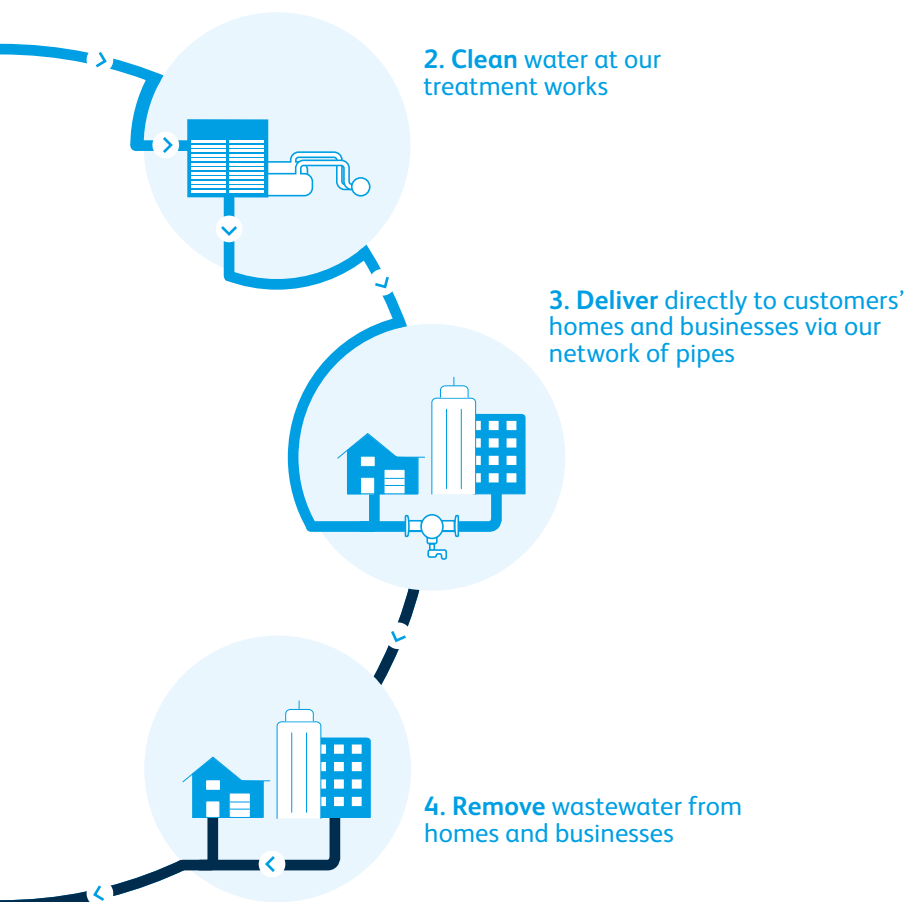 2. Clean water at our
treatment works
3. Deliver directly to customers’
homes and businesses via our
network of pipes
4. Remove wastewater from
homes and businesses